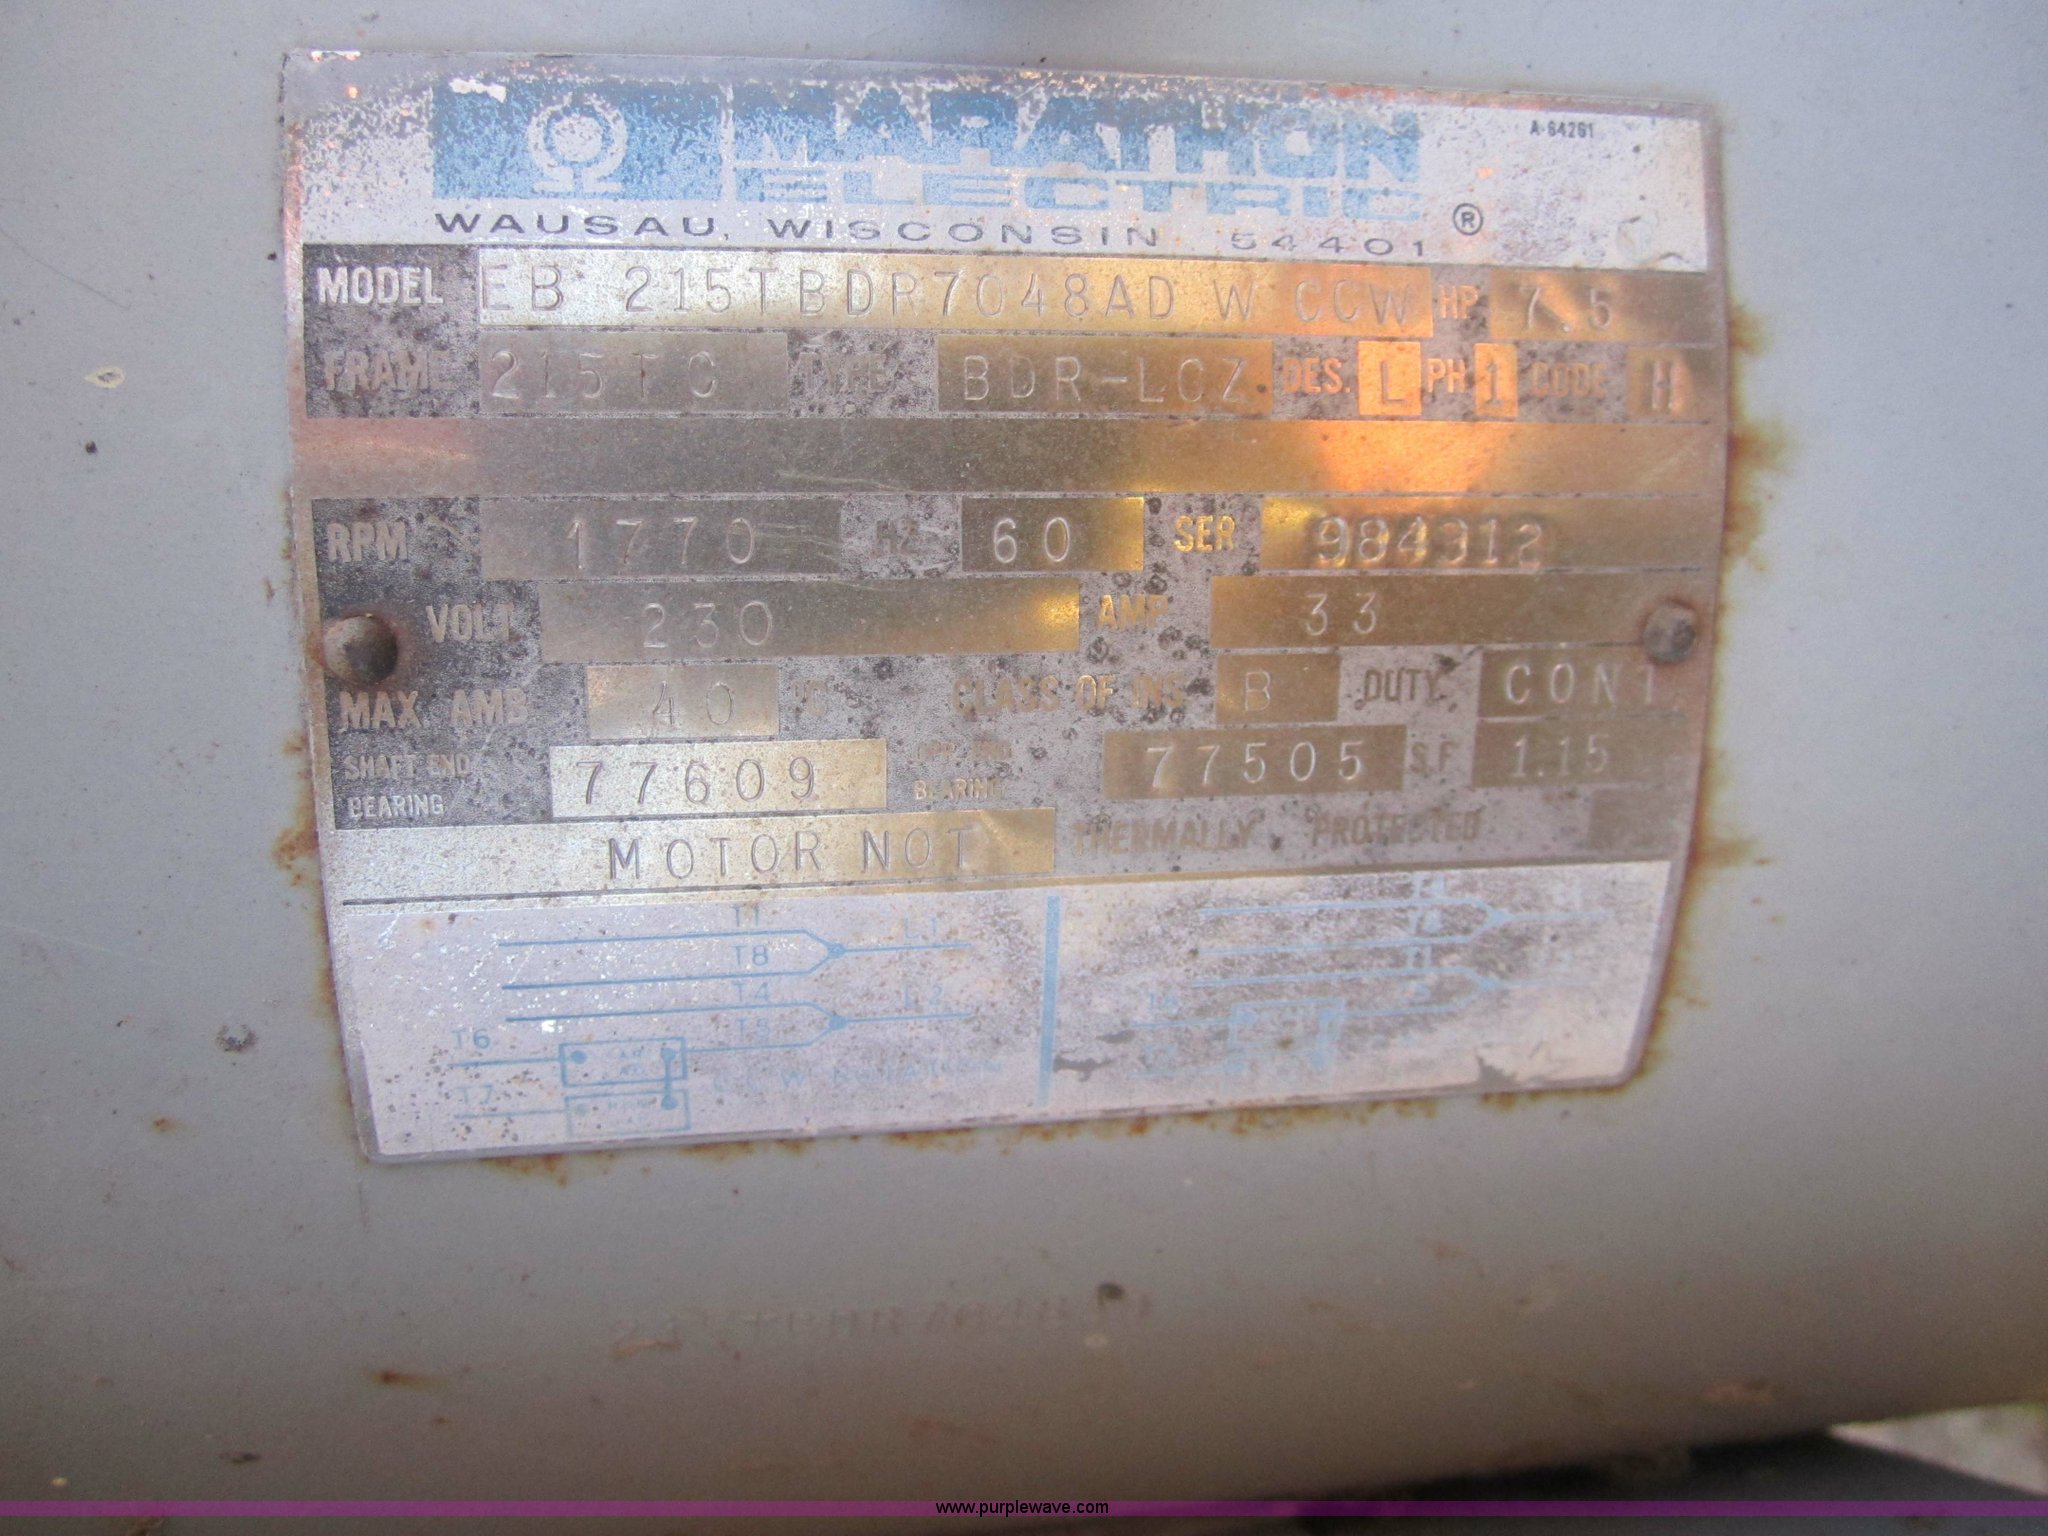 A-64261
MARATHON
ELECTRIC ®
WAUSAU, WISCONSIN 54401
MODEL EB 215TBDR7048AD W CCW HP 7.5
FRAME 215TC TYPE BDR-LCZ DES. L PH 1 CODE H
RPM 1770 HZ 60 SER 984312
VOLT 230 AMP 33
MAX. AMB 40 °C CLASS OF INS B DUTY CONT
SHAFT END BEARING 77609 OPP. END BEARING 77505 S.F 1.15
MOTOR NOT THERMALLY PROTECTED
T1
L1
T8
T4
L2
T5
T6
T7
www.purplewave.com